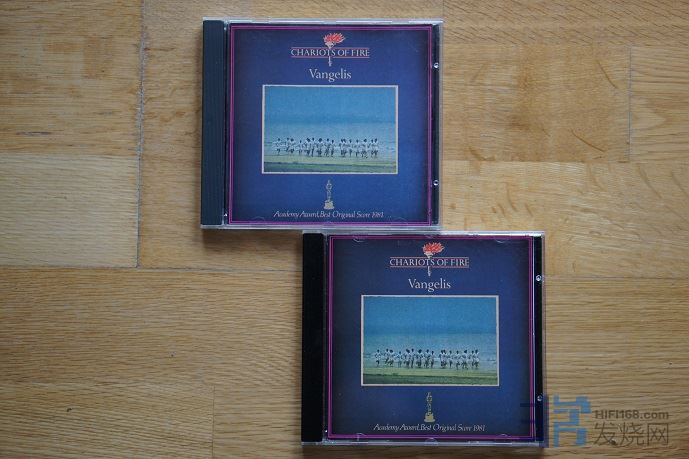 CHARIOTS OF FIRE
Vangelis
Academy Award, Best Original Score 1981
CHARIOTS OF FIRE
Vangelis
Academy Award, Best Original Score 1981
HIFI168.com
发烧网